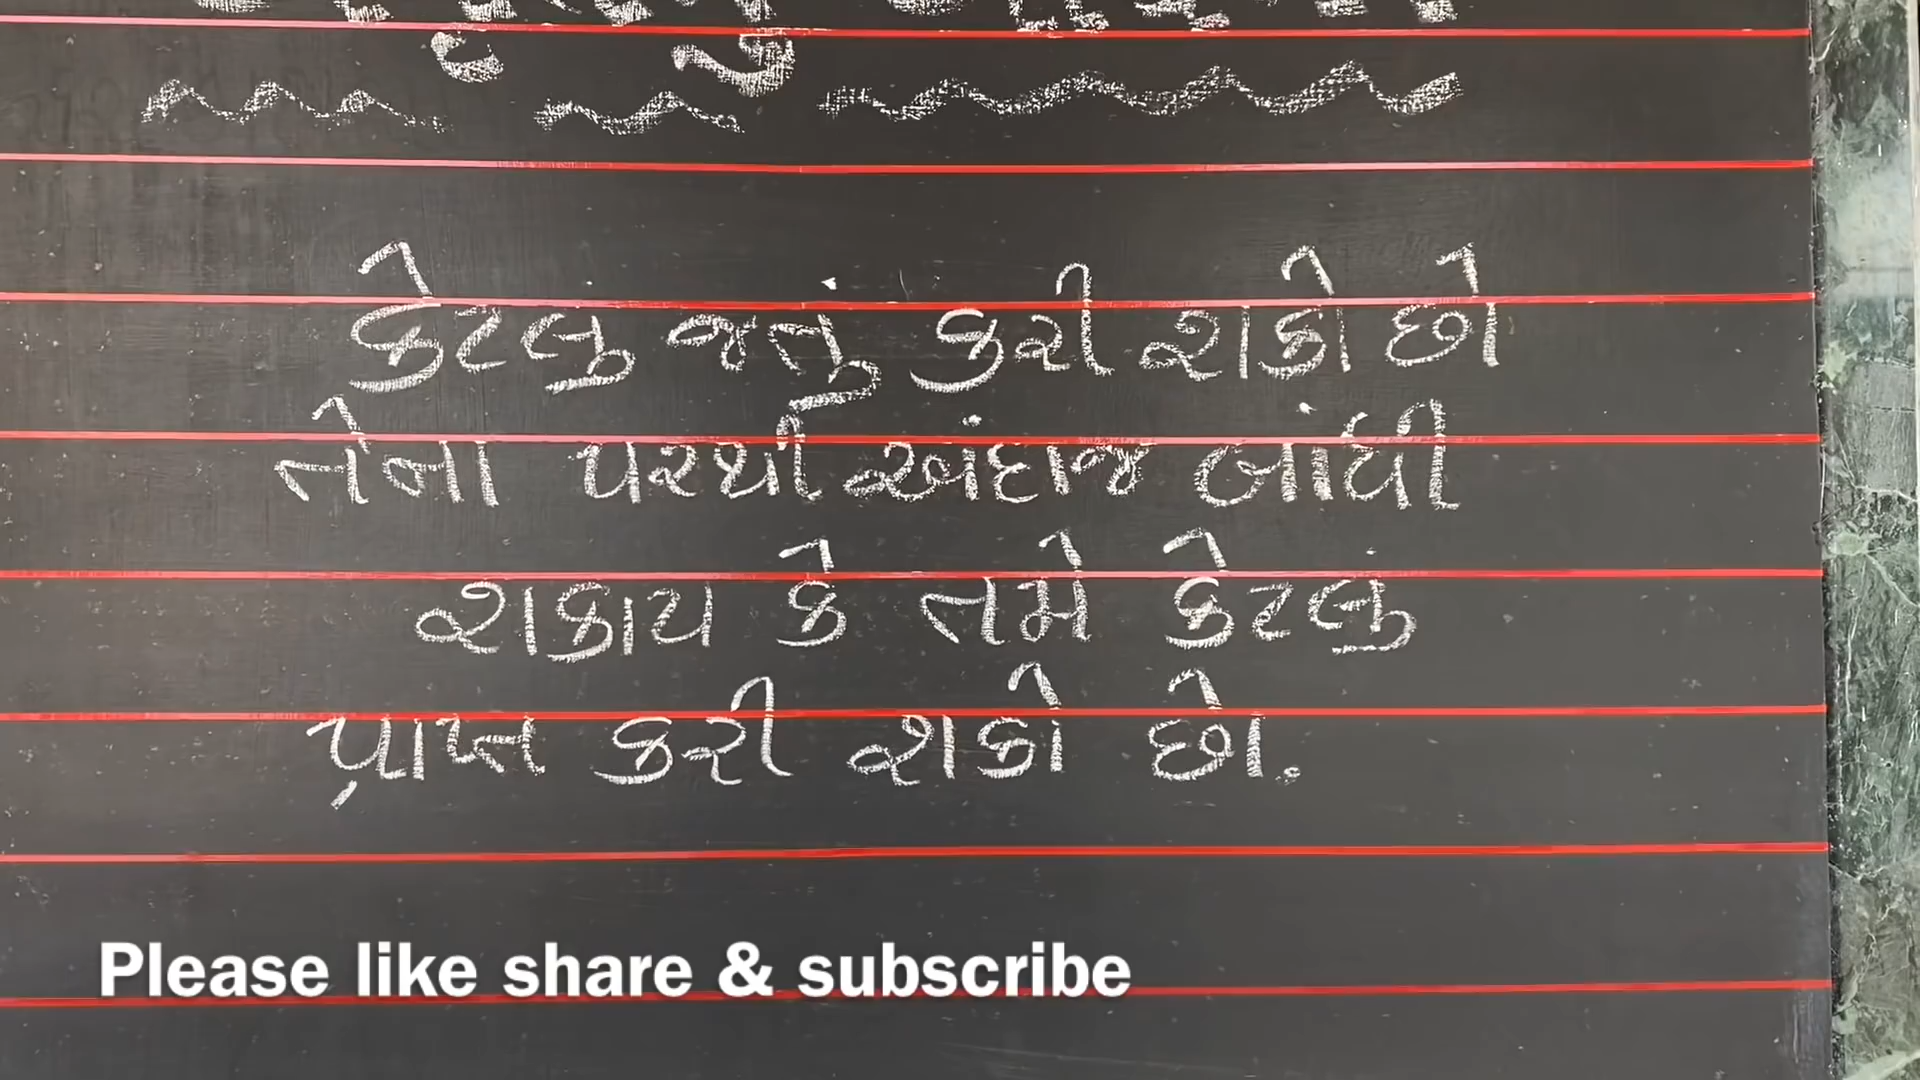 કેટલુ જતું કરી શકો છો
તેના પરથી અંદાજ બાંધી
શકાય કે તમે કેટલું
પ્રાપ્ત કરી શકો છો.
Please like share & subscribe